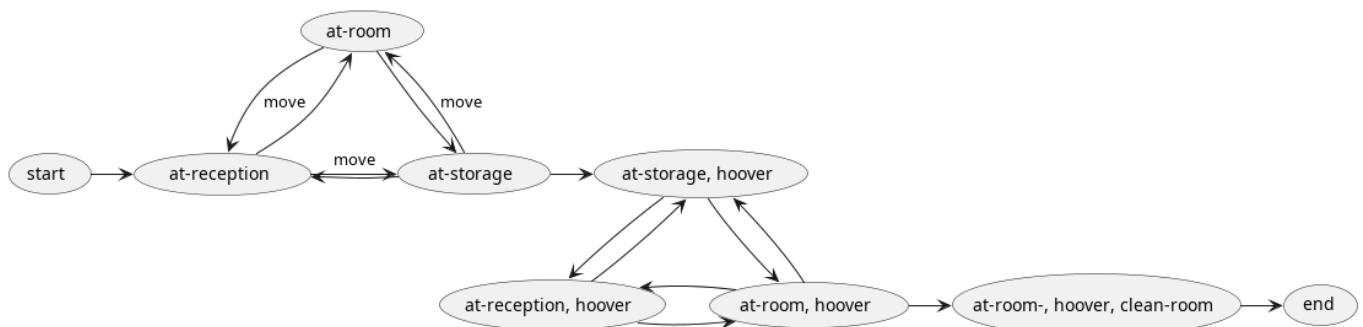 at-room
move
move
start
at-reception
move
at-storage
at-storage, hoover
at-reception, hoover
at-room, hoover
at-room-, hoover, clean-room
end